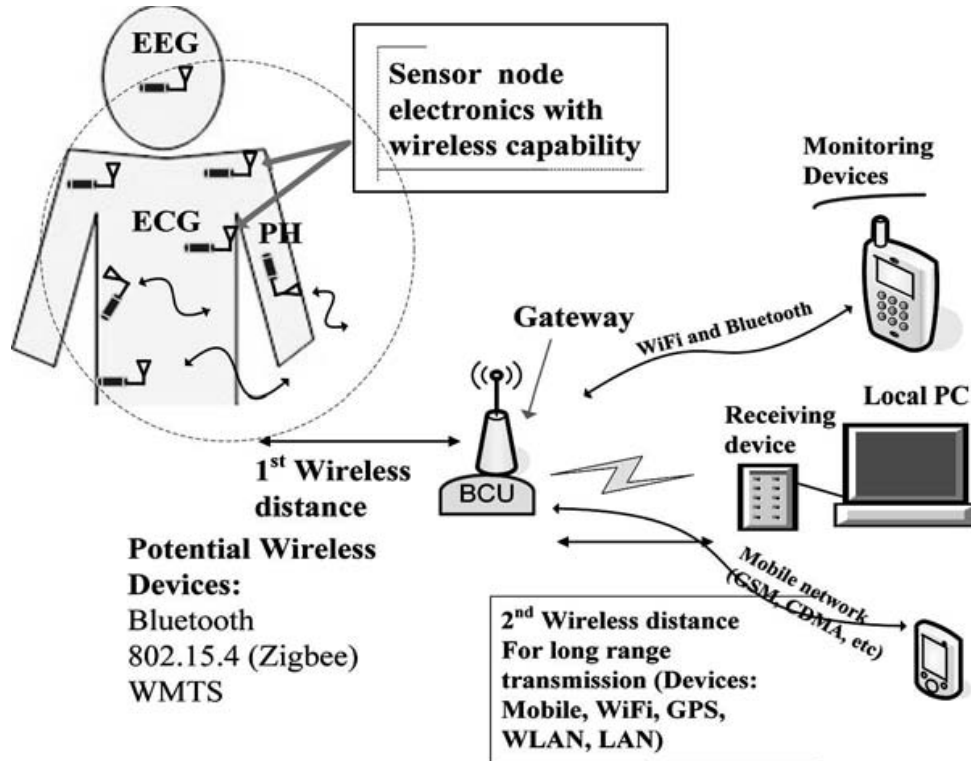 EEG
Sensor node
electronics with
wireless capability
ECG
PH
Monitoring
Devices
Gateway
WiFi and Bluetooth
Local PC
Receiving
device
BCU
1st Wireless
distance
Potential Wireless
Devices:
Bluetooth
802.15.4 (Zigbee)
WMTS
Mobile network
(GSM, CDMA, etc)
2nd Wireless distance
For long range
transmission (Devices:
Mobile, WiFi, GPS,
WLAN, LAN)